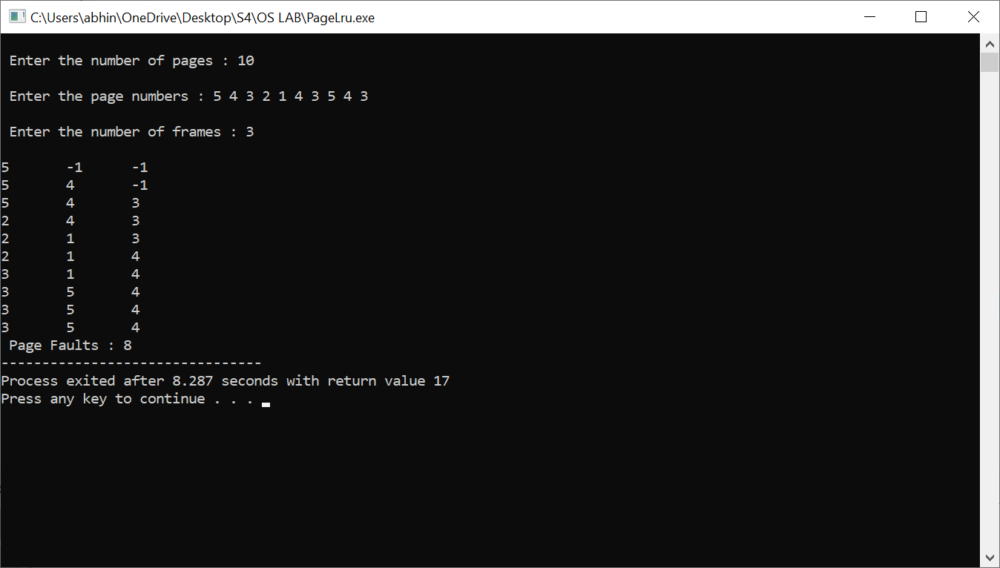 C:\Users\abhin\OneDrive\Desktop\S4\OS LAB\PageLru.exe
Enter the number of pages : 10
Enter the page numbers : 5 4 3 2 1 4 3 5 4 3
Enter the number of frames : 3
5 -1 -1
5 4 -1
5 4 3
2 4 3
2 1 3
2 1 4
3 1 4
3 5 4
3 5 4
3 5 4
Page Faults : 8
--------------------------------
Process exited after 8.287 seconds with return value 17
Press any key to continue . . .